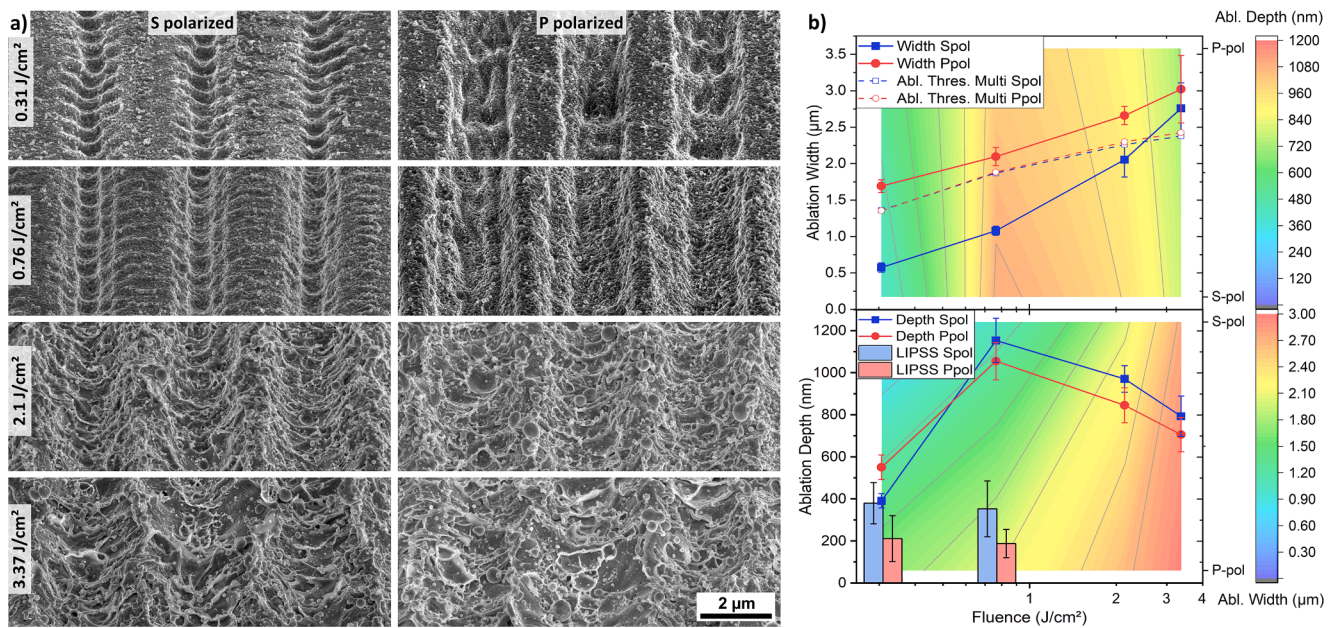 a)
S polarized
P polarized
0.31 J/cm²
0.76 J/cm²
2.1 J/cm²
3.37 J/cm²
2 µm
b)
Abl. Depth (nm)
Width Spol
Width Ppol
Abl. Thres. Multi Spol
Abl. Thres. Multi Ppol
Ablation Width (µm)
3.5
3.0
2.5
2.0
1.5
1.0
0.5
0.0
P-pol
S-pol
1200
1080
960
840
720
600
480
360
240
120
Depth Spol
Depth Ppol
LIPSS Spol
LIPSS Ppol
Ablation Depth (nm)
1200
1000
800
600
400
200
0
S-pol
P-pol
3.00
2.70
2.40
2.10
1.80
1.50
1.20
0.90
0.60
0.30
1
2
3
4
Fluence (J/cm²)
Abl. Width (µm)